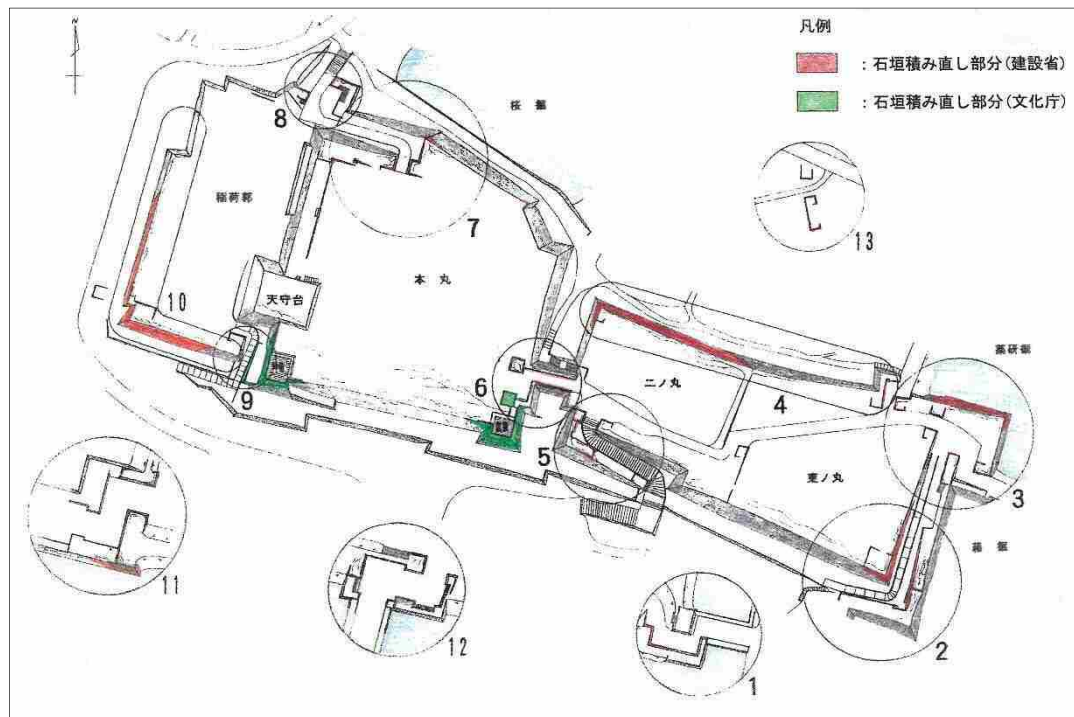 N
凡例
：石垣積み直し部分（建設省）
：石垣積み直し部分（文化庁）
桜堀
8
7
13
稲荷郭
本丸
10
天守台
薬研堀
6
二ノ丸
4
9
5
東ノ丸
3
11
12
1
2